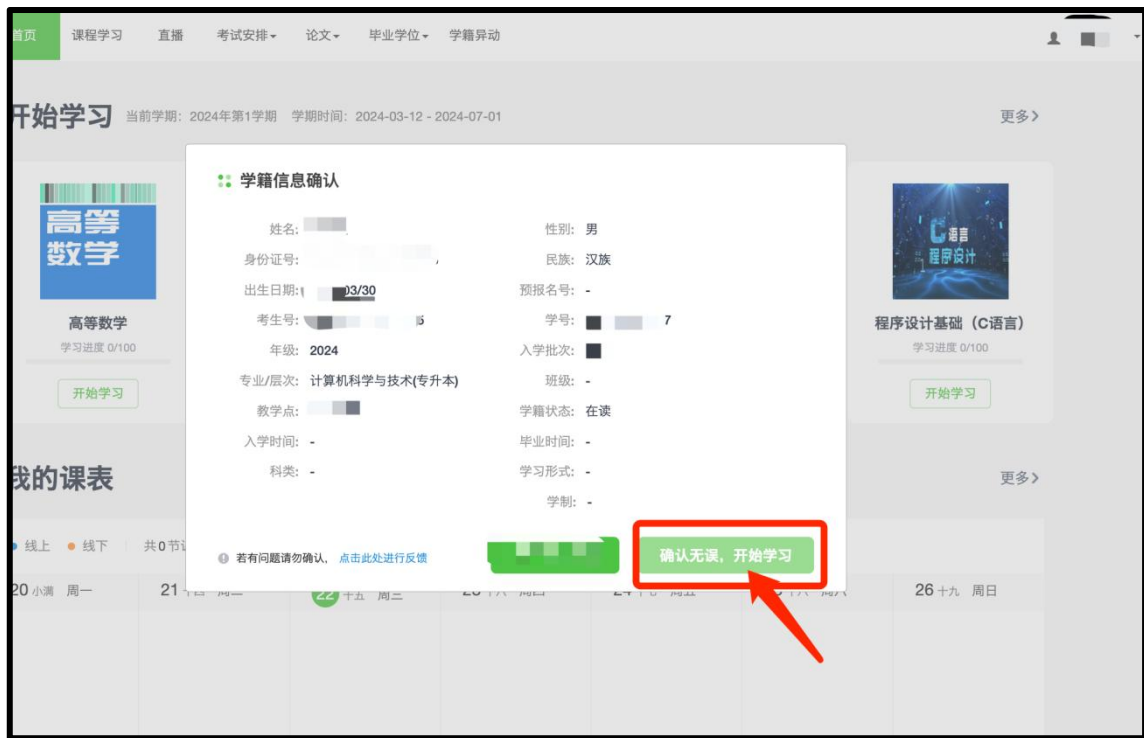 首页 课程学习 直播 考试安排 论文 毕业学位 学籍异动
开始学习 当前学期：2024年第1学期 学期时间：2024-03-12 - 2024-07-01 更多>
学籍信息确认
高等
数学
C语言
程序设计
姓名: 性别: 男
身份证号: 民族: 汉族
出生日期: 03/30 预报名号: -
考生号: 学号: 7
高等数学 程序设计基础（C语言）
学习进度 0/100 学习进度 0/100
年级: 2024 入学批次:
专业/层次: 计算机科学与技术(专升本) 班级: -
开始学习 开始学习
教学点: 学籍状态: 在读
入学时间: - 毕业时间: -
科类: - 学习形式: -
我的课表 更多>
学制: -
线上 线下 共0节
若有问题请勿确认, 点击此处进行反馈 确认无误，开始学习
20 小满 周一 21 22 十五 周三 26 十九 周日